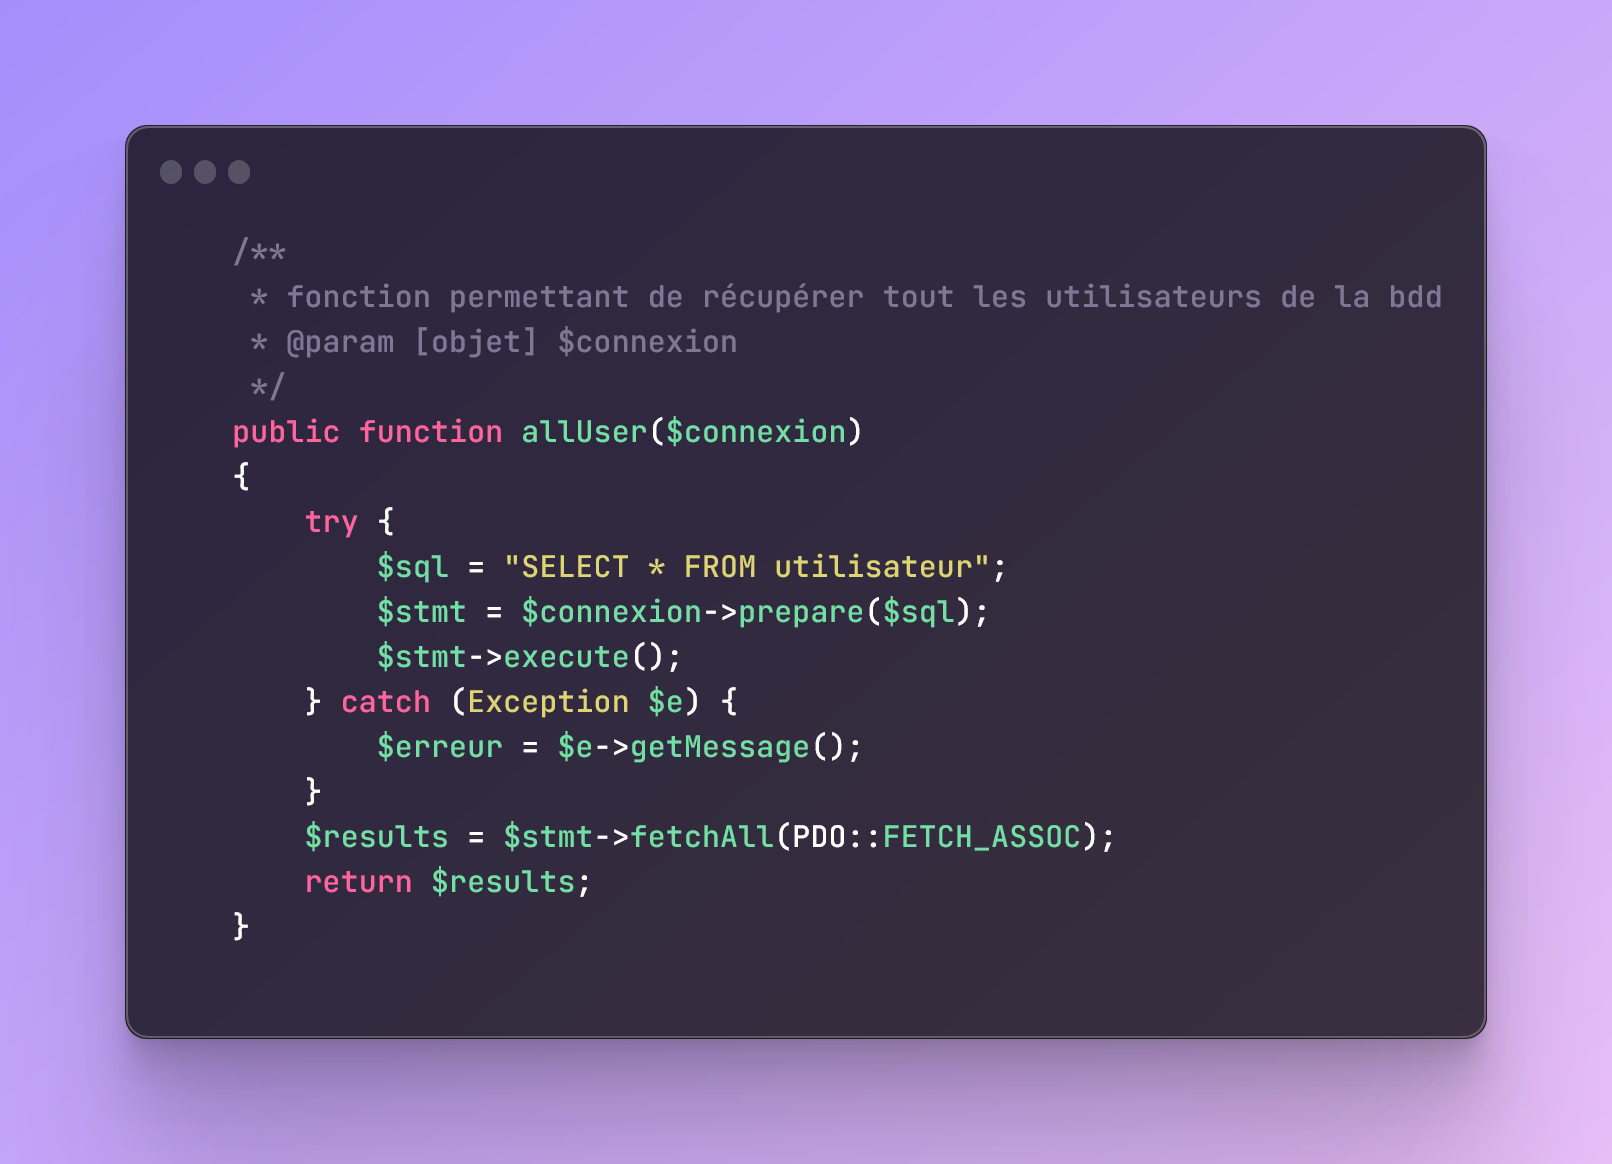 /**
 * fonction permettant de récupérer tout les utilisateurs de la bdd
 * @param [objet] $connexion
 */
public function allUser($connexion)
{
    try {
        $sql = "SELECT * FROM utilisateur";
        $stmt = $connexion->prepare($sql);
        $stmt->execute();
    } catch (Exception $e) {
        $erreur = $e->getMessage();
    }
    $results = $stmt->fetchAll(PDO::FETCH_ASSOC);
    return $results;
}